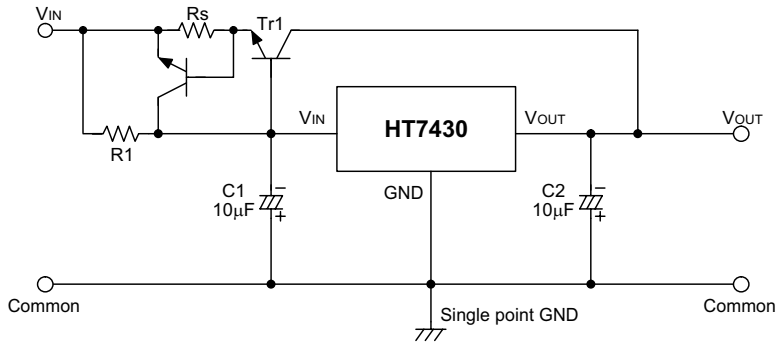 VIN
Rs
Tr1
R1
VIN
HT7430
VOUT
VOUT
GND
C1
10µF
−
+
C2
10µF
−
+
Common
Single point GND
Common